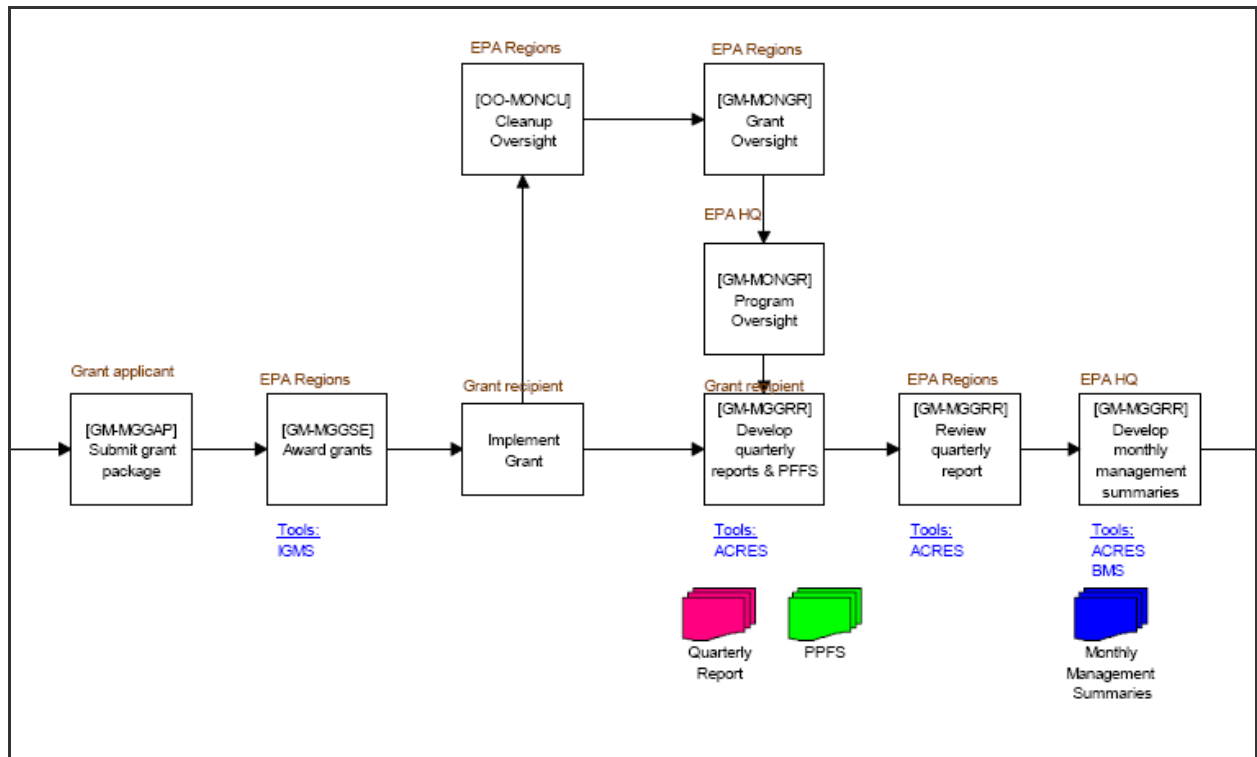 EPA Regions
[OO-MONCU]
Cleanup
Oversight
EPA Regions
[GM-MONGR]
Grant
Oversight
EPA HQ
[GM-MONGR]
Program
Oversight
Grant applicant
[GM-MGGAP]
Submit grant
package
EPA Regions
[GM-MGGSE]
Award grants
Tools:
IGMS
Grant recipient
Implement
Grant
Grant recipient
[GM-MGGRR]
Develop
quarterly
reports & PFFS
Tools:
ACRES
Quarterly
Report
PPFS
EPA Regions
[GM-MGGRR]
Review
quarterly
report
Tools:
ACRES
EPA HQ
[GM-MGGRR]
Develop
monthly
management
summaries
Tools:
ACRES
BMS
Monthly
Management
Summaries